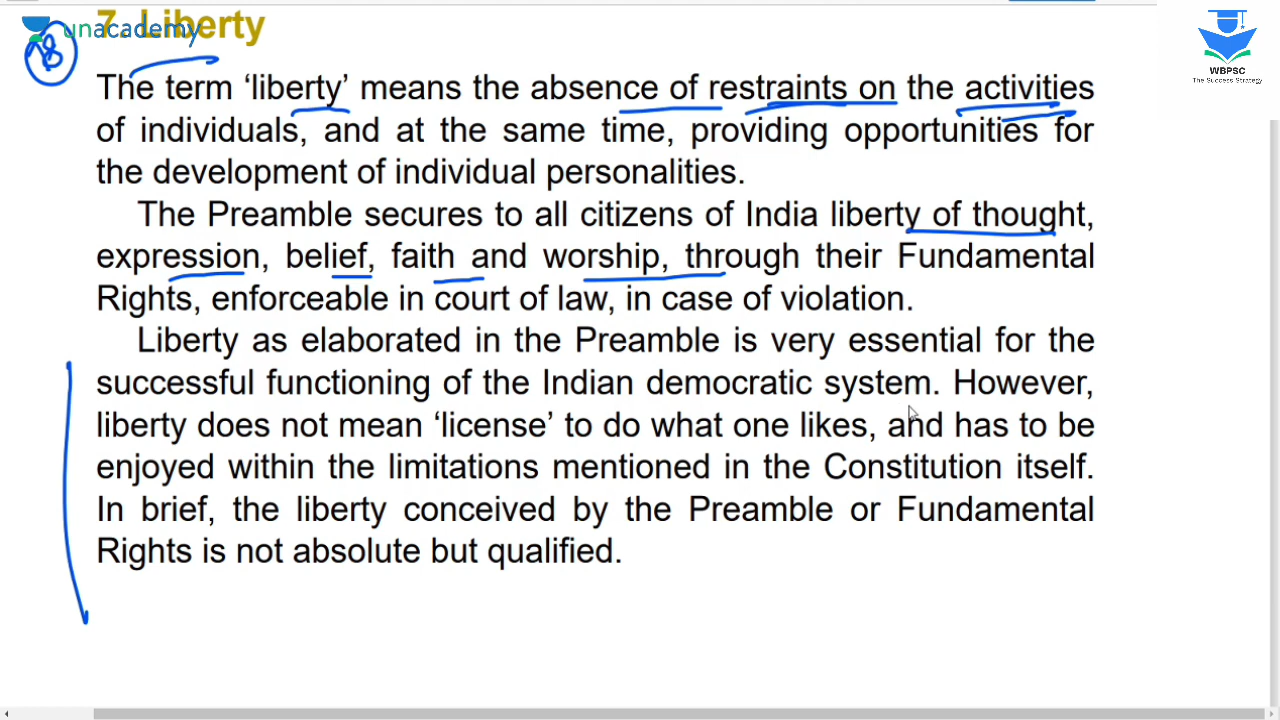 7. Liberty
unacademy
18
WBPSC
The Success Strategy
The term ‘liberty’ means the absence of restraints on the activities
of individuals, and at the same time, providing opportunities for
the development of individual personalities.
The Preamble secures to all citizens of India liberty of thought,
expression, belief, faith and worship, through their Fundamental
Rights, enforceable in court of law, in case of violation.
Liberty as elaborated in the Preamble is very essential for the
successful functioning of the Indian democratic system. However,
liberty does not mean ‘license’ to do what one likes, and has to be
enjoyed within the limitations mentioned in the Constitution itself.
In brief, the liberty conceived by the Preamble or Fundamental
Rights is not absolute but qualified.